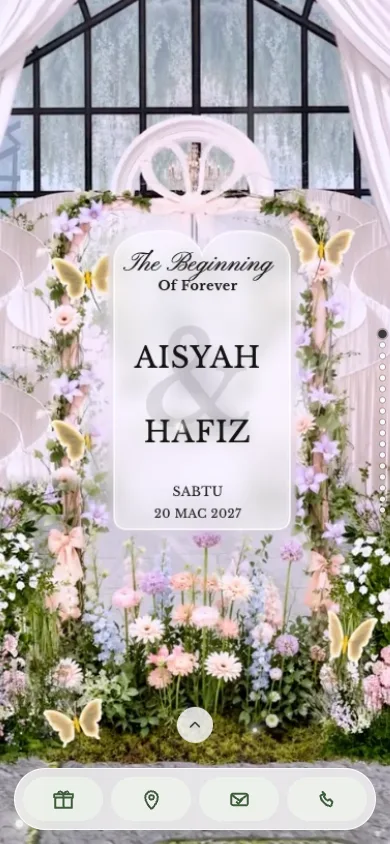 The Beginning
Of Forever
&
AISYAH
HAFIZ
SABTU
20 MAC 2027